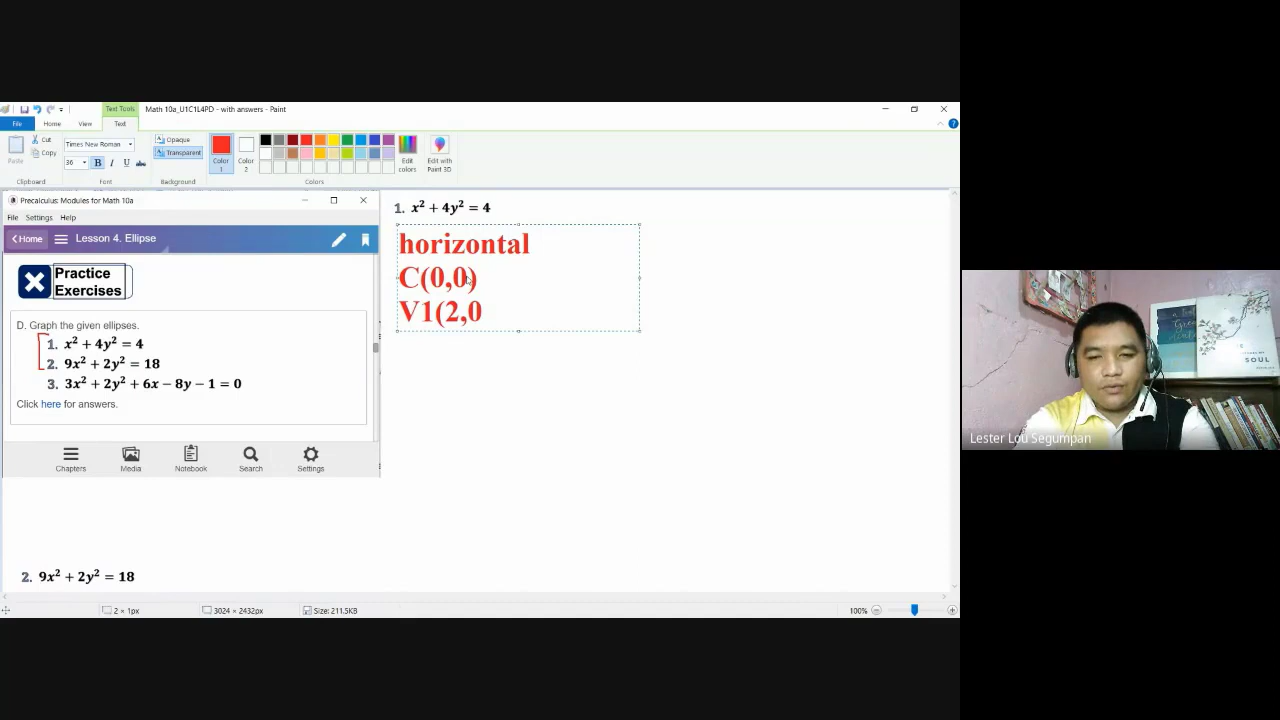 Text Tools
Math 10a_U1C1L4PD - with answers - Paint
File
Home
View
Text
Paste
Cut
Copy
Times New Roman
36
B
I
U
abc
Opaque
Transparent
Color
1
Color
2
Edit
colors
Edit with
Paint 3D
Clipboard
Font
Background
Colors
Precalculus: Modules for Math 10a
File Settings Help
Home
Lesson 4. Ellipse
Practice
Exercises
D. Graph the given ellipses.
1. x² + 4y² = 4
2. 9x² + 2y² = 18
3. 3x² + 2y² + 6x − 8y − 1 = 0
Click here for answers.
Chapters
Media
Notebook
Search
Settings
1. x² + 4y² = 4
horizontal
C(0,0)
V1(2,0
2. 9x² + 2y² = 18
2 × 1px
3024 × 2432px
Size: 211.5KB
100%
Lester Lou Segumpan
SOUL